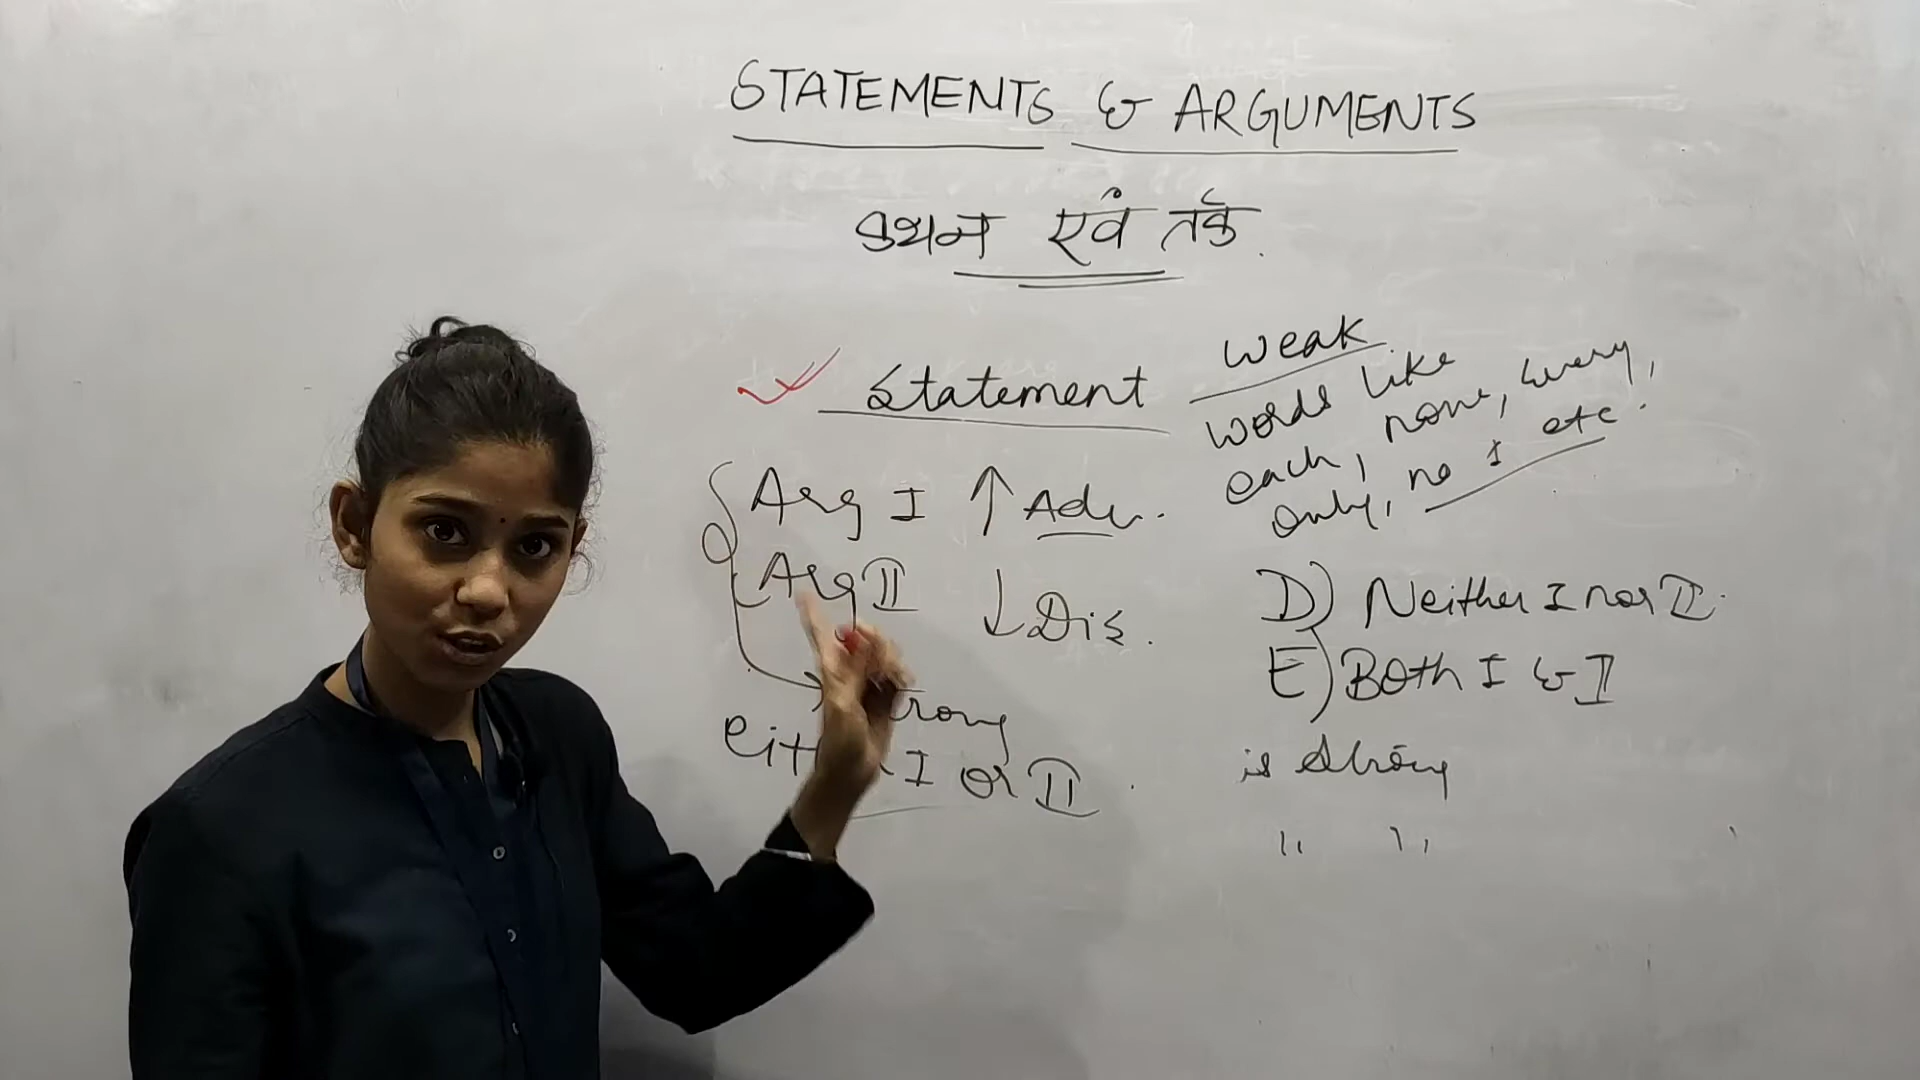 STATEMENTS & ARGUMENTS
कथन एवं तर्क.
Statement
Arg I ↑ Adv.
Arg II ↓ Dis.
I or II.
weak
words like
each, none, every,
only, no, etc.
D) Neither I nor II.
E) Both I & II
is strong
" "